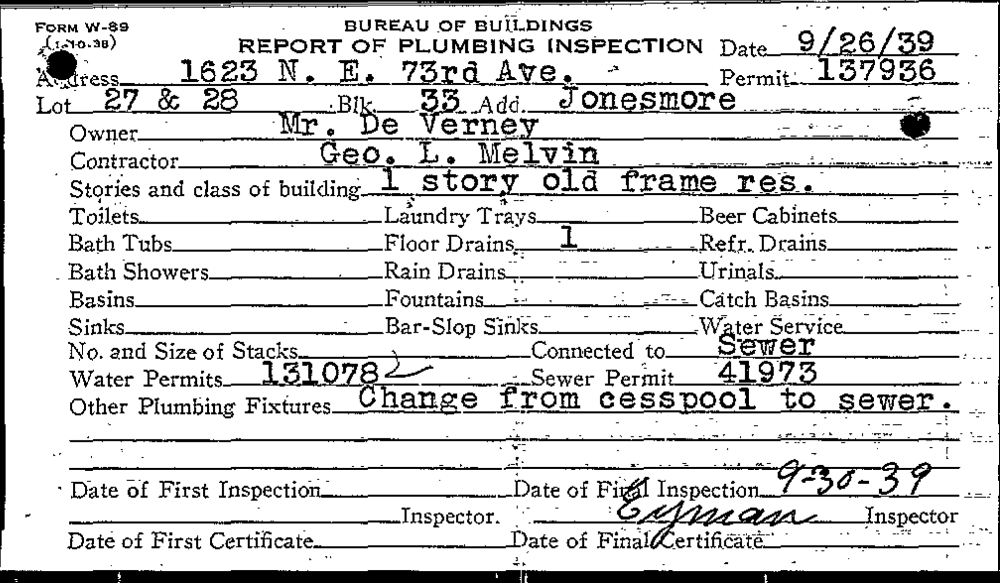 BUREAU OF BUILDINGS
FORM W-89
REPORT OF PLUMBING INSPECTION Date 9/26/39
Address 1623 N. E. 73rd Ave. Permit 137936
Lot 27 & 28 Blk. 33 Add. Jonesmore
Owner Mr. De Verney
Contractor Geo. L. Melvin
Stories and class of building 1 story old frame res.
Toilets Laundry Trays Beer Cabinets
Bath Tubs Floor Drains 1 Refr. Drains
Bath Showers Rain Drains Urinals
Basins Fountains Catch Basins
Sinks Bar-Slop Sinks Water Service
No. and Size of Stacks Connected to Sewer
Water Permits 131078 2 Sewer Permit 41973
Other Plumbing Fixtures Change from cesspool to sewer.
Date of First Inspection Date of Final Inspection 9-30-39
Inspector. Eyman Inspector
Date of First Certificate Date of Final Certificate